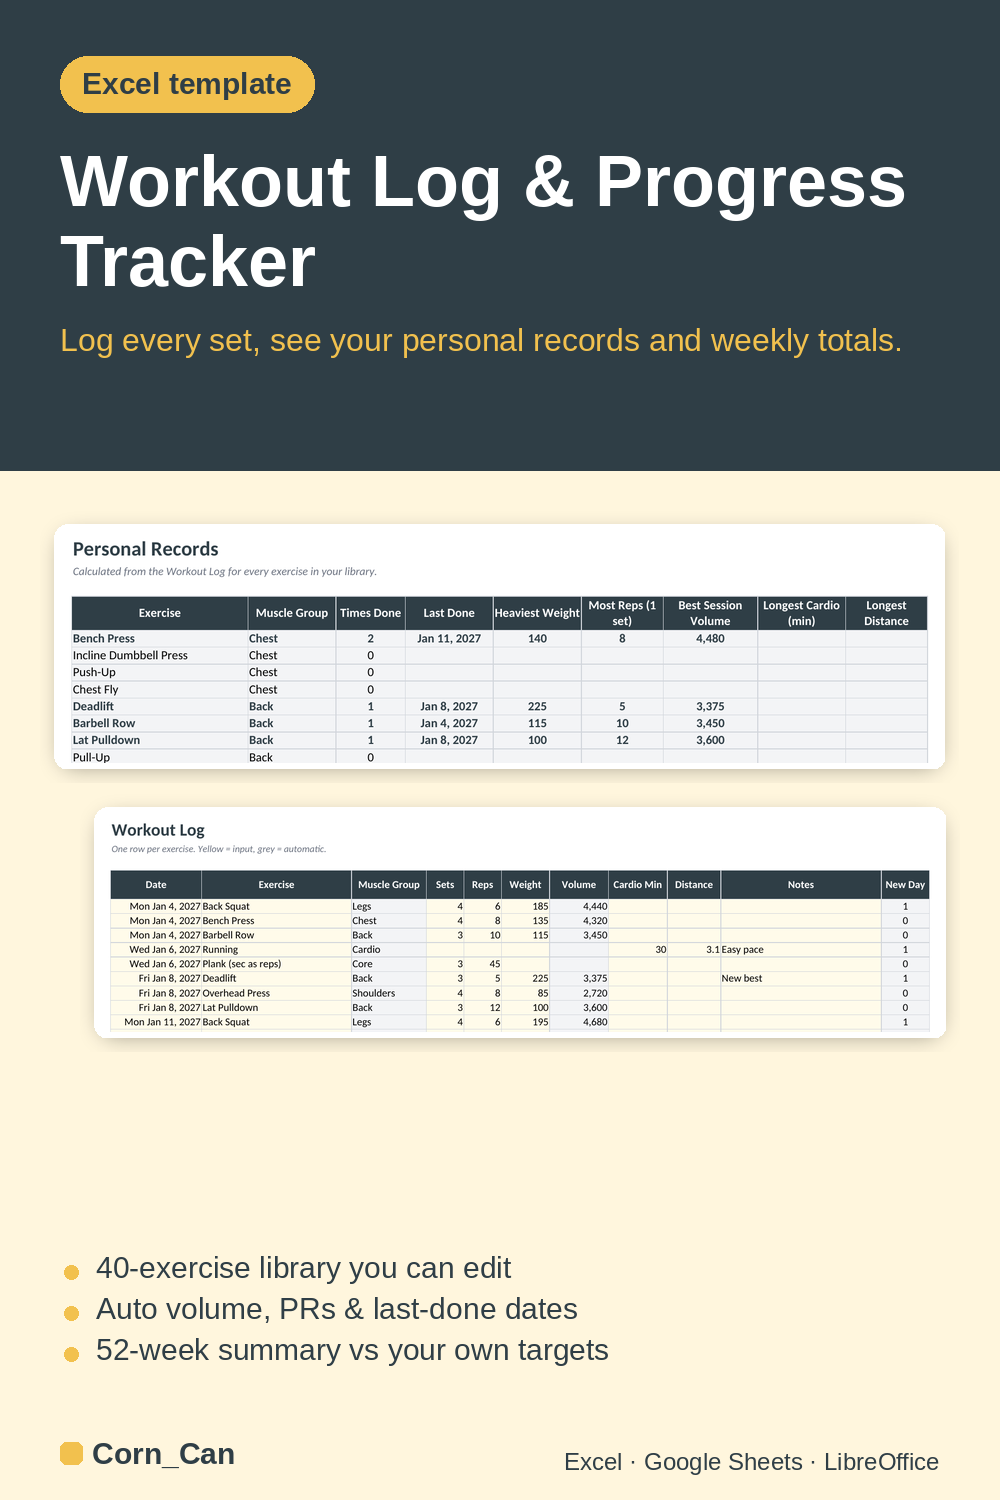 Excel template
Workout Log & Progress
Tracker
Log every set, see your personal records and weekly totals.
Personal Records
Calculated from the Workout Log for every exercise in your library.
Exercise Muscle Group Times Done Last Done Heaviest Weight Most Reps (1 set) Best Session Volume Longest Cardio (min) Longest Distance
Bench Press Chest 2 Jan 11, 2027 140 8 4,480
Incline Dumbbell Press Chest 0
Push-Up Chest 0
Chest Fly Chest 0
Deadlift Back 1 Jan 8, 2027 225 5 3,375
Barbell Row Back 1 Jan 4, 2027 115 10 3,450
Lat Pulldown Back 1 Jan 8, 2027 100 12 3,600
Pull-Up Back 0
Workout Log
One row per exercise. Yellow = input, grey = automatic.
Date Exercise Muscle Group Sets Reps Weight Volume Cardio Min Distance Notes New Day
Mon Jan 4, 2027 Back Squat Legs 4 6 185 4,440 1
Mon Jan 4, 2027 Bench Press Chest 4 8 135 4,320 0
Mon Jan 4, 2027 Barbell Row Back 3 10 115 3,450 0
Wed Jan 6, 2027 Running Cardio 30 3.1 Easy pace 1
Wed Jan 6, 2027 Plank (sec as reps) Core 3 45 0
Fri Jan 8, 2027 Deadlift Back 3 5 225 3,375 New best 1
Fri Jan 8, 2027 Overhead Press Shoulders 4 8 85 2,720 0
Fri Jan 8, 2027 Lat Pulldown Back 3 12 100 3,600 0
Mon Jan 11, 2027 Back Squat Legs 4 6 195 4,680 1
40-exercise library you can edit
Auto volume, PRs & last-done dates
52-week summary vs your own targets
Corn_Can
Excel · Google Sheets · LibreOffice